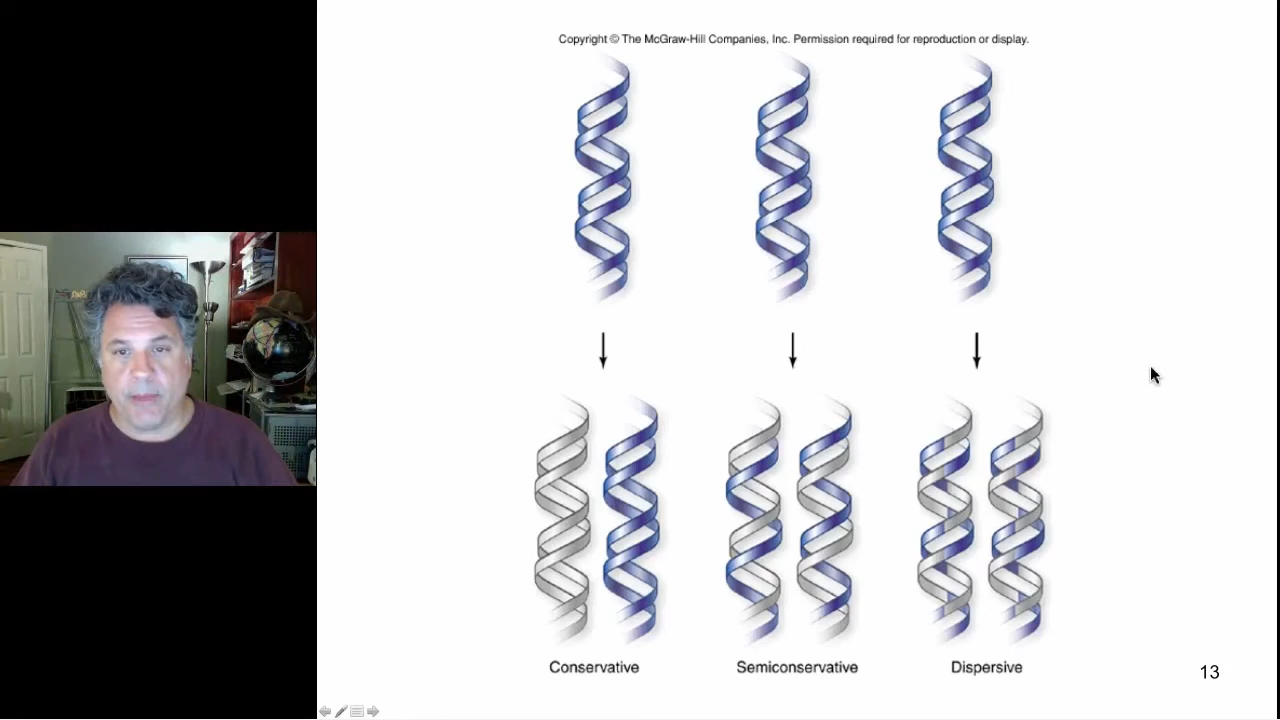 Copyright © The McGraw-Hill Companies, Inc. Permission required for reproduction or display.
Conservative
Semiconservative
Dispersive
13